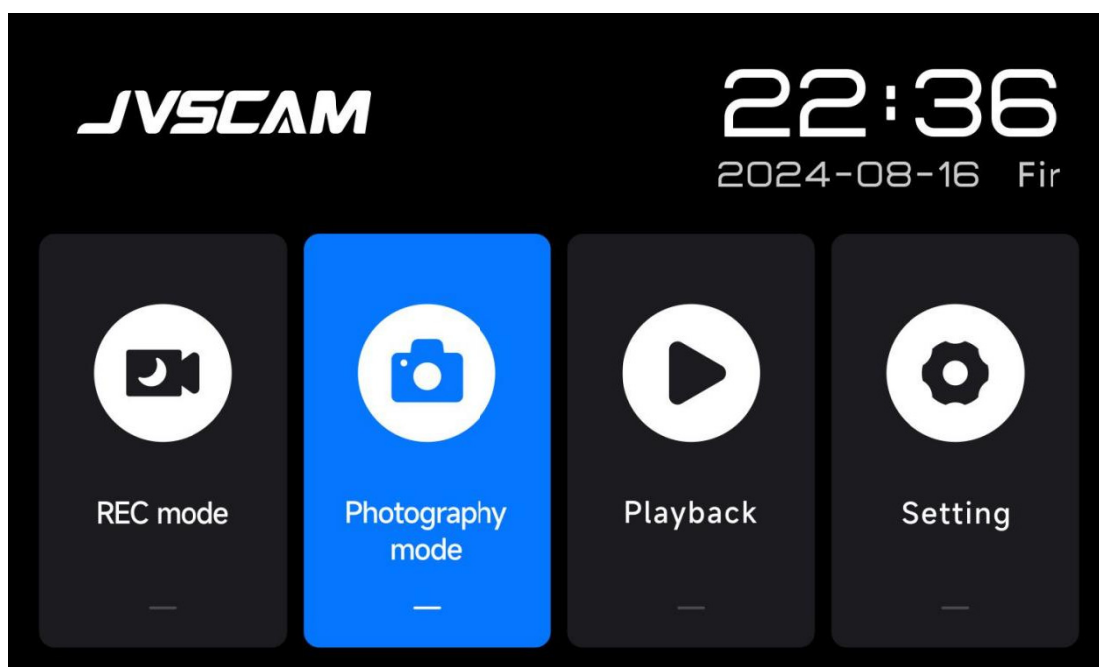 JVSCAM
22:36
2024-08-16 Fir
REC mode
Photography
mode
Playback
Setting